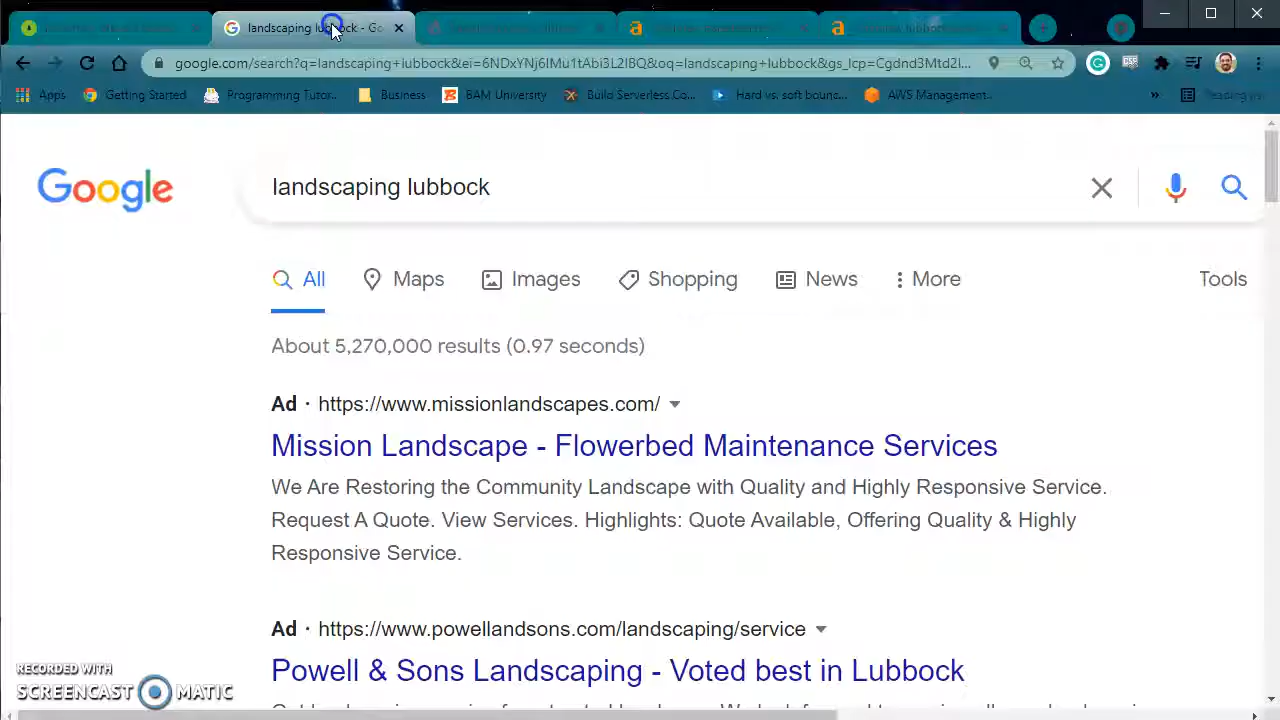 landscaping lubbock - Go
google.com/search?q=landscaping+lubbock&ei=6NDxYNj6IMu1tAbi3L2IBQ&oq=landscaping+lubbock&gs_lcp=Cgdnd3Mtd2l...
Apps Getting Started Programming Tutor... Business BAM University Build Serverless Co... Hard vs. soft bounc... AWS Management... » Reading list
Google
landscaping lubbock
All Maps Images Shopping News More Tools
About 5,270,000 results (0.97 seconds)
Ad · https://www.missionlandscapes.com/
Mission Landscape - Flowerbed Maintenance Services
We Are Restoring the Community Landscape with Quality and Highly Responsive Service.
Request A Quote. View Services. Highlights: Quote Available, Offering Quality & Highly
Responsive Service.
Ad · https://www.powellandsons.com/landscaping/service
Powell & Sons Landscaping - Voted best in Lubbock
RECORDED WITH
SCREENCAST MATIC